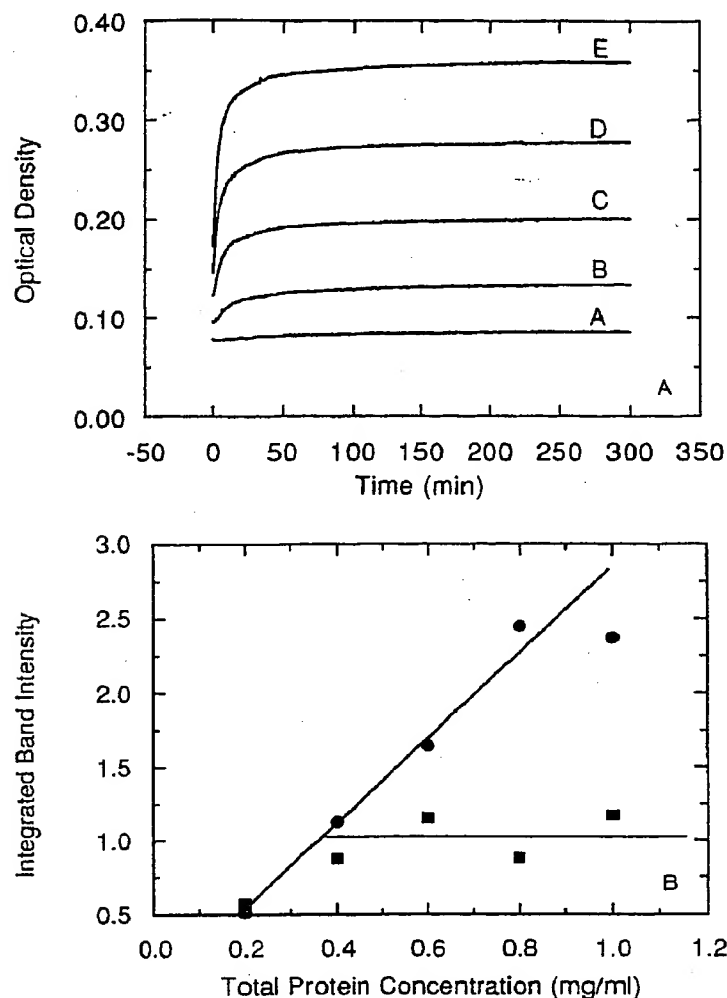 0.40
0.30
0.20
0.10
0.00
Optical Density
E
D
C
B
A
A
-50 0 50 100 150 200 250 300 350
Time (min)
3.0
2.5
2.0
1.5
1.0
0.5
Integrated Band Intensity
B
0.0 0.2 0.4 0.6 0.8 1.0 1.2
Total Protein Concentration (mg/ml)